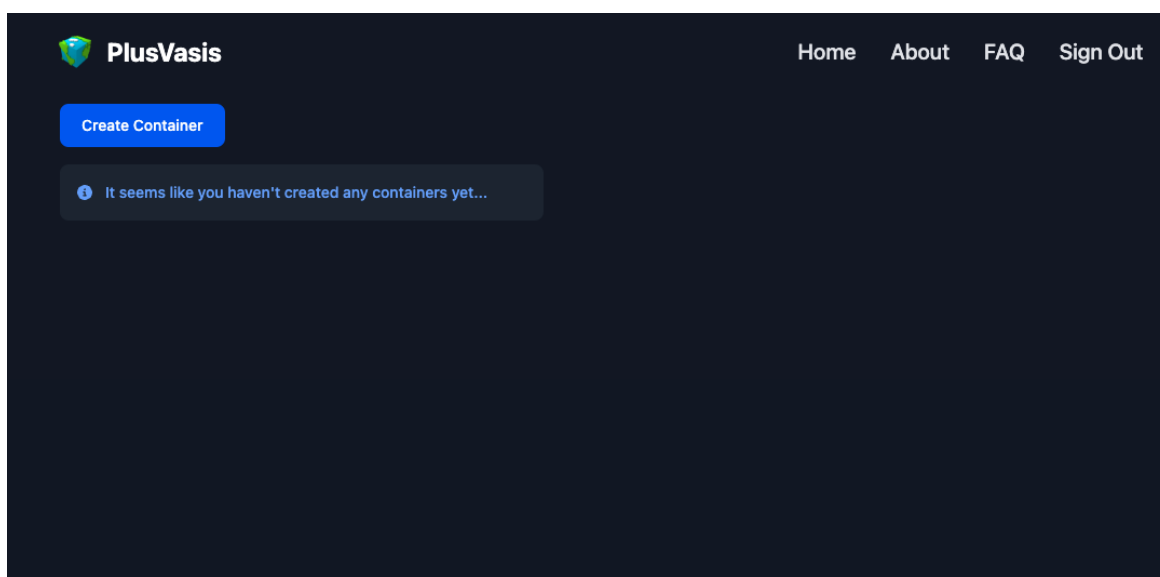 PlusVasis
Home About FAQ Sign Out
Create Container
It seems like you haven't created any containers yet...